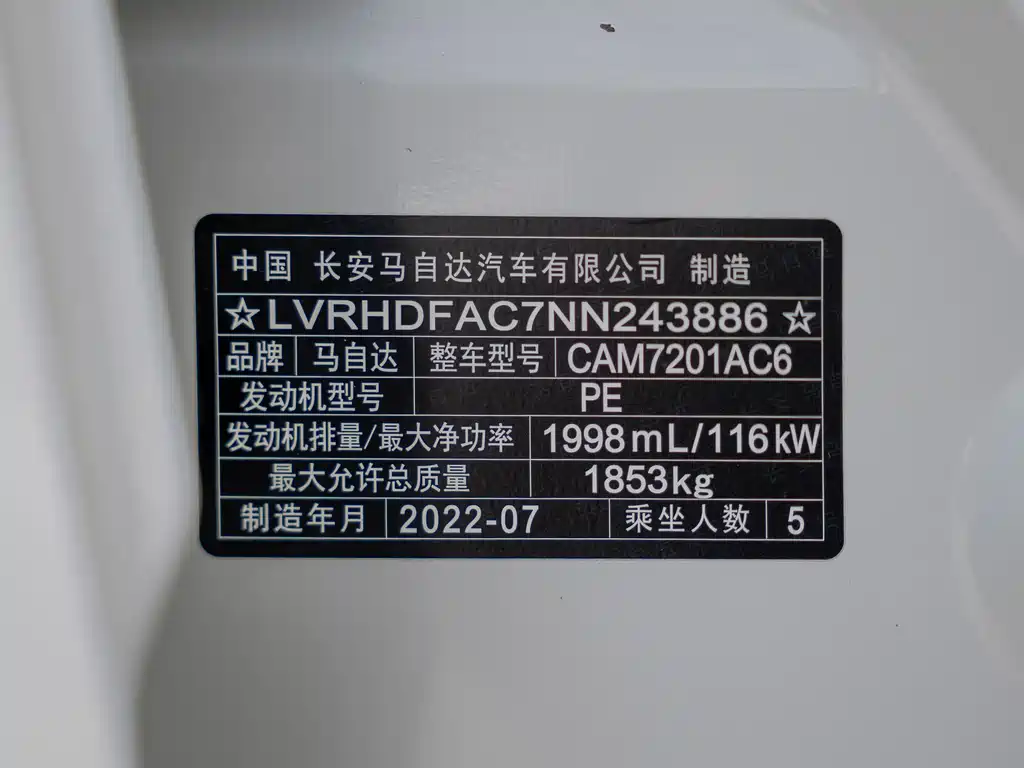 中国 长安马自达汽车有限公司 制造
☆LVRHDFAC7NN243886☆
品牌 马自达 整车型号 CAM7201AC6
发动机型号 PE
发动机排量/最大净功率 1998mL/116kW
最大允许总质量 1853kg
制造年月 2022-07 乘坐人数 5